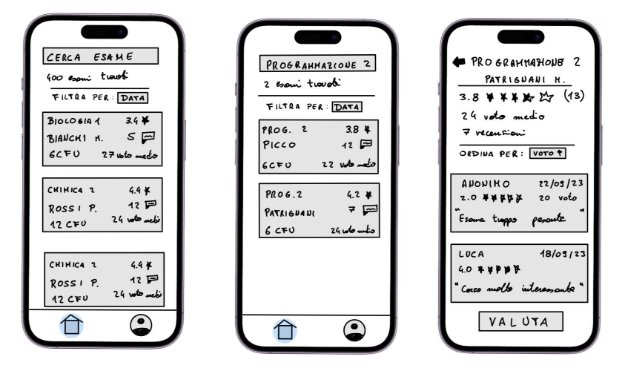 CERCA ESAME
400 esami trovati
FILTRA PER: DATA
BIOLOGIA 1 3.4 ★
BIANCHI M. 5
6CFU 27 voto medio
CHIMICA 2 4.4 ★
ROSSI P. 12
12 CFU 24 voto medio
CHIMICA 2 4.4 ★
ROSSI P. 12
12 CFU 24 voto medio
PROGRAMMAZIONE 2
2 esami trovati
FILTRA PER: DATA
PROG. 2 3.8 ★
PICCO 12
6CFU 22 voto medio
PROG. 2 4.2 ★
PATRIGNANI 7
6 CFU 24 voto medio
← PROGRAMMAZIONE 2
PATRIGNANI M.
3.8 ★★★★☆ (13)
24 voto medio
7 recensioni
ORDINA PER: VOTO ↑
ANONIMO 22/09/23
2.0 ★★★★★ 20 voto
"Esame troppo pesante"
LUCA 18/09/23
4.0 ★★★★★
"Corso molto interessante"
VALUTA